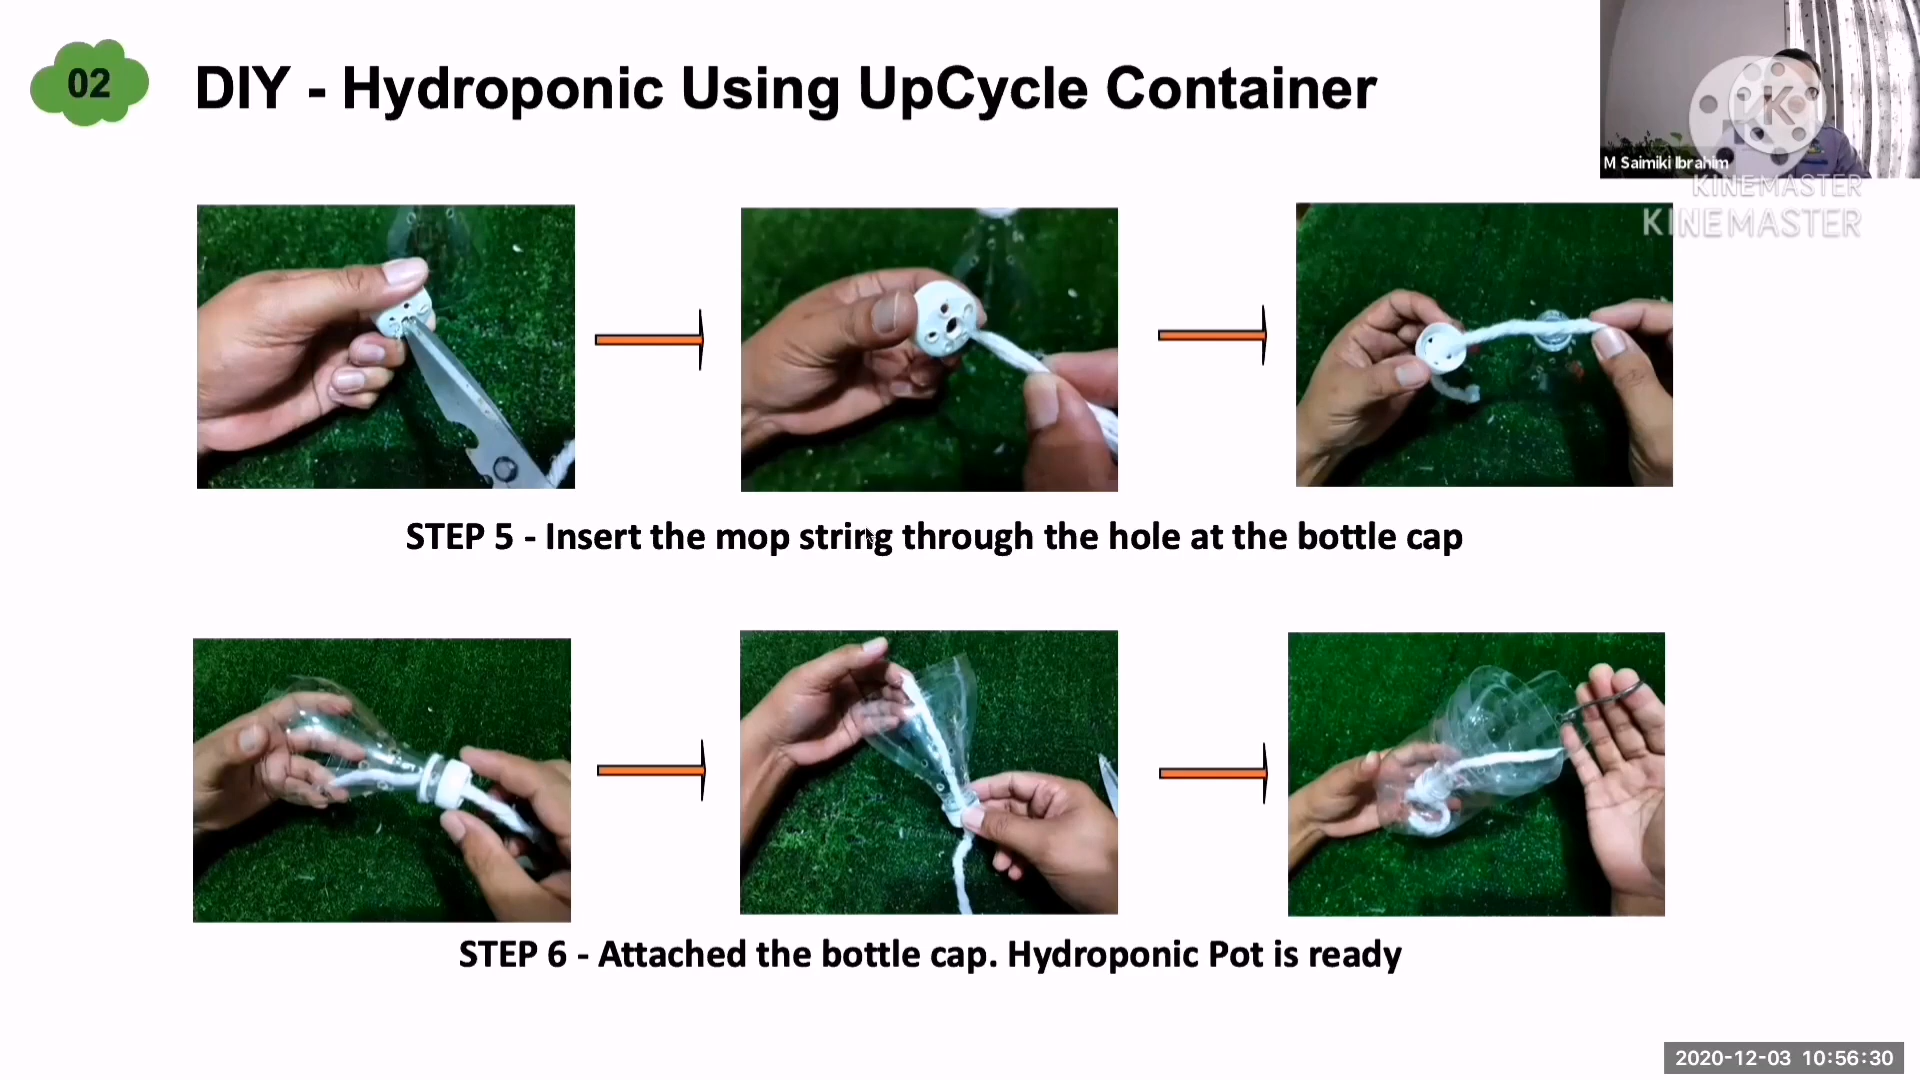 02
DIY - Hydroponic Using UpCycle Container
K
M Saimiki Ibrahim
KINEMASTER
KINEMASTER
STEP 5 - Insert the mop string through the hole at the bottle cap
STEP 6 - Attached the bottle cap. Hydroponic Pot is ready
2020-12-03 10:56:30